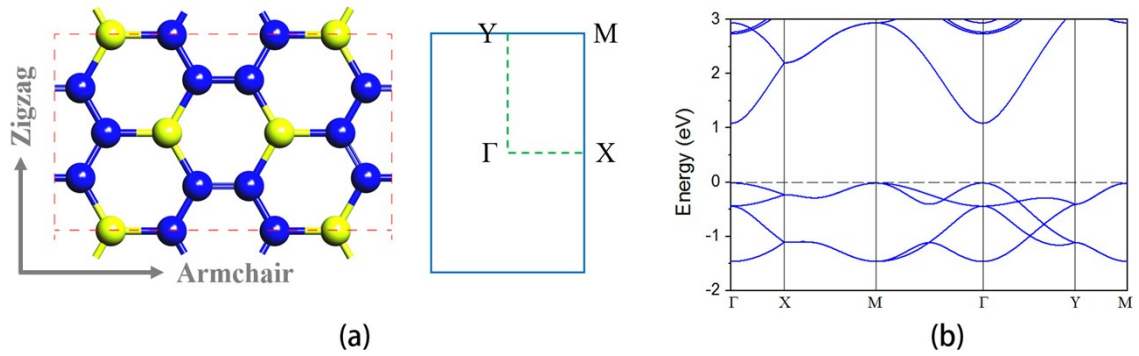 Zigzag
Armchair
Y
M
Γ
X
(a)
Energy (eV)
3
2
1
0
-1
-2
Γ
X
M
Γ
Y
M
(b)